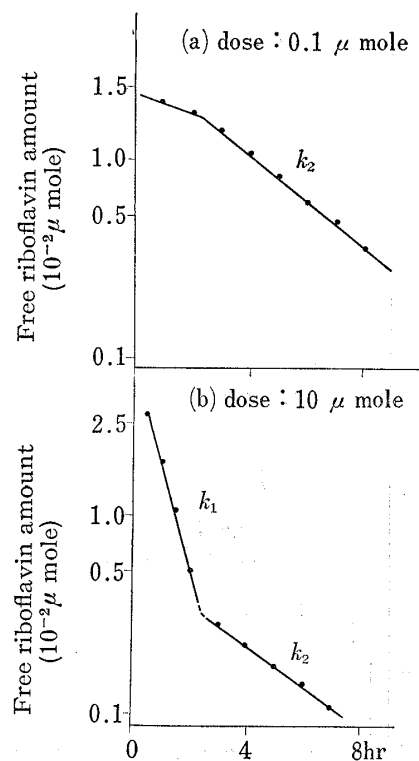 (a) dose : 0.1 μ mole
Free riboflavin amount
(10⁻²μ mole)
1.5
1.0
0.5
0.1
k₂
(b) dose : 10 μ mole
Free riboflavin amount
(10⁻²μ mole)
2.5
1.0
0.5
0.1
k₁
k₂
0 4 8hr